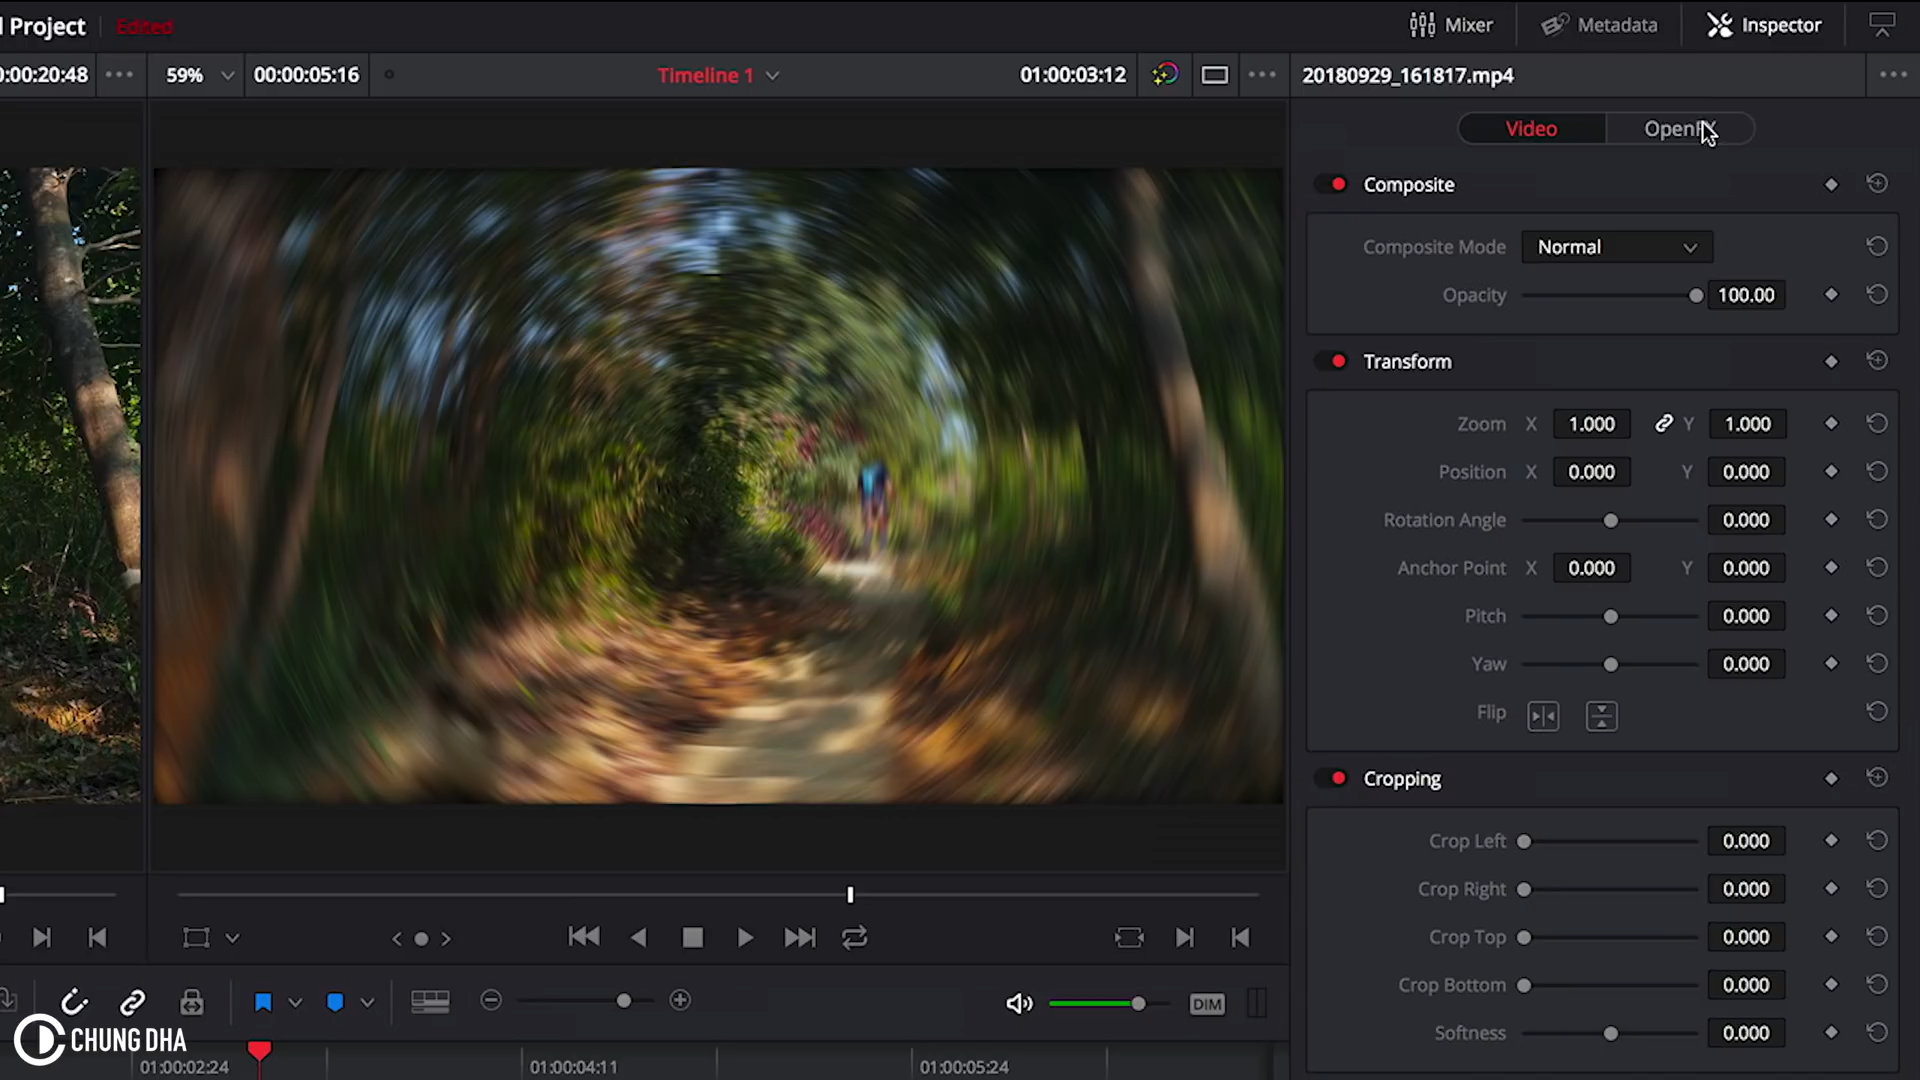 l Project
Edited
Mixer
Metadata
Inspector
0:00:20:48
59%
00:00:05:16
Timeline 1
01:00:03:12
20180929_161817.mp4
Video
OpenFX
Composite
Composite Mode
Normal
Opacity
100.00
Transform
Zoom X 1.000 Y 1.000
Position X 0.000 Y 0.000
Rotation Angle 0.000
Anchor Point X 0.000 Y 0.000
Pitch 0.000
Yaw 0.000
Flip
Cropping
Crop Left 0.000
Crop Right 0.000
Crop Top 0.000
Crop Bottom 0.000
Softness 0.000
DIM
CHUNG DHA
01:00:02:24
01:00:04:11
01:00:05:24